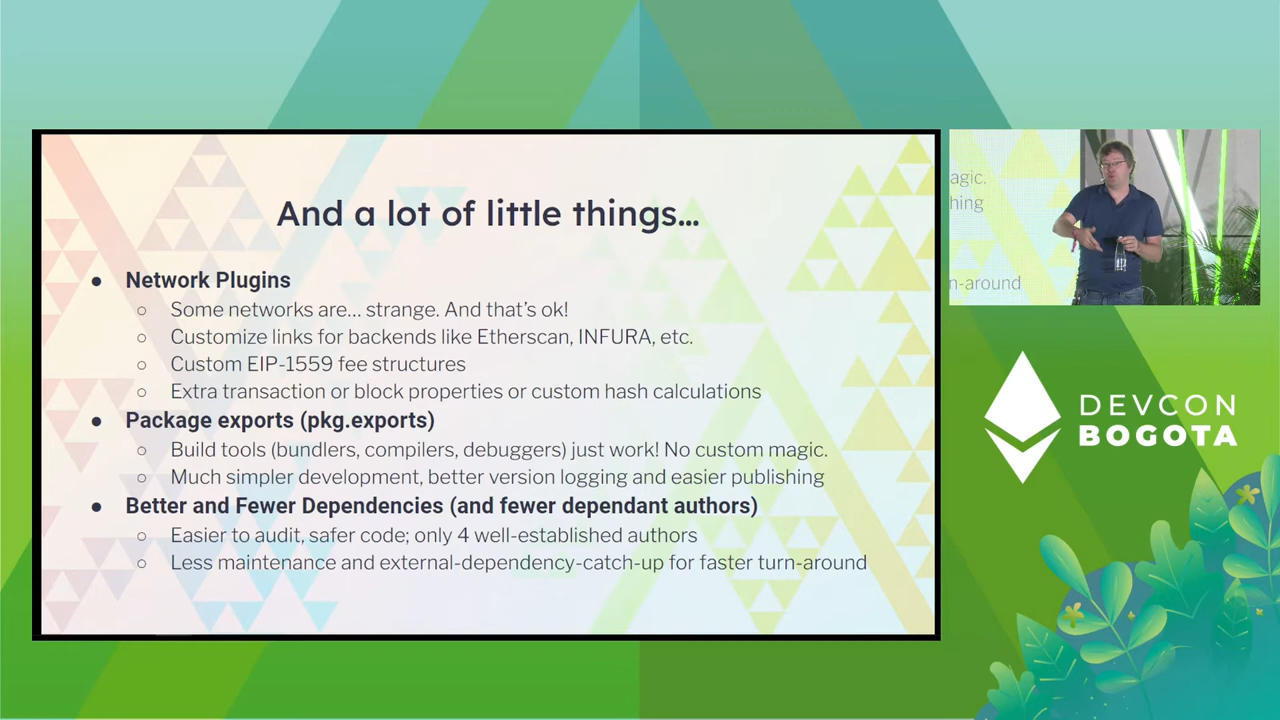 And a lot of little things...
● Network Plugins
○ Some networks are... strange. And that's ok!
○ Customize links for backends like Etherscan, INFURA, etc.
○ Custom EIP-1559 fee structures
○ Extra transaction or block properties or custom hash calculations
● Package exports (pkg.exports)
○ Build tools (bundlers, compilers, debuggers) just work! No custom magic.
○ Much simpler development, better version logging and easier publishing
● Better and Fewer Dependencies (and fewer dependant authors)
○ Easier to audit, safer code; only 4 well-established authors
○ Less maintenance and external-dependency-catch-up for faster turn-around
agic.
hing
n-around
DEVCON
BOGOTA